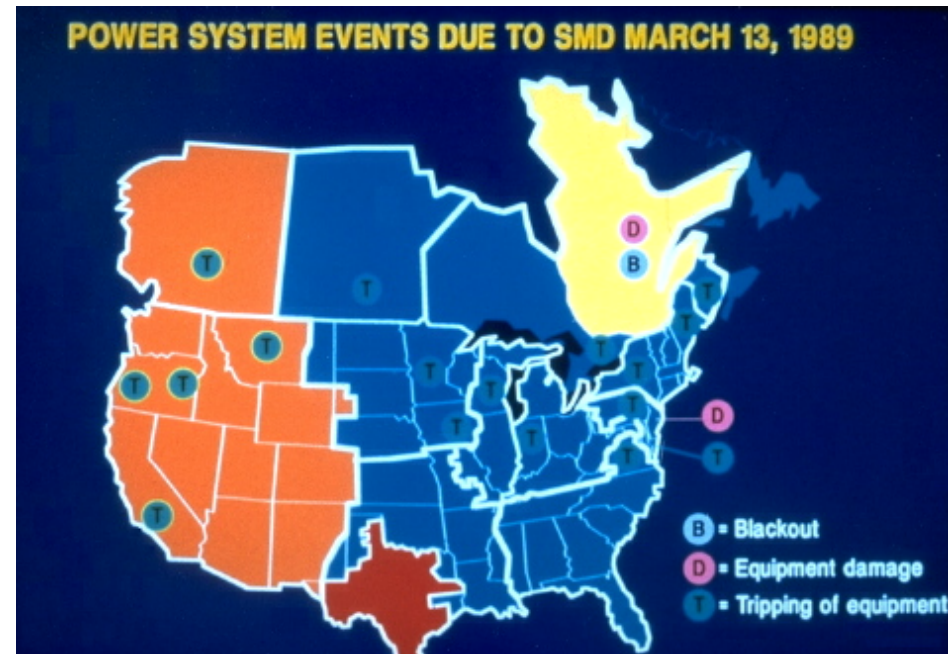 POWER SYSTEM EVENTS DUE TO SMD MARCH 13, 1989
D
T
B
T
T
T
T
T
T
T
T
T
T
T
T
D
T
T
T
T
T
B = Blackout
D = Equipment damage
T = Tripping of equipment